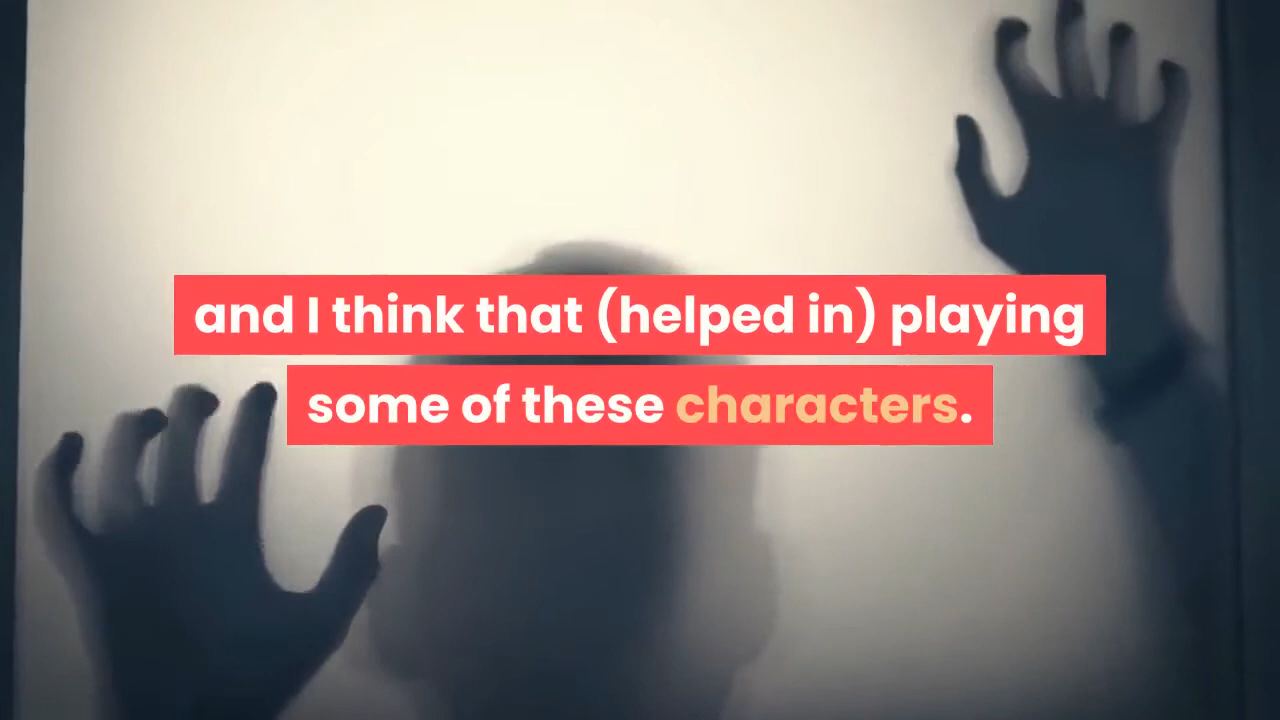 and I think that (helped in) playing
some of these characters.